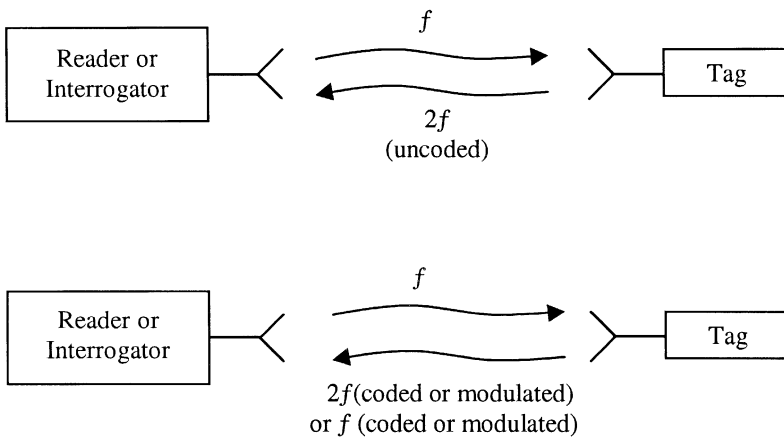 f
Reader or
Interrogator
Tag
2f
(uncoded)
f
Reader or
Interrogator
Tag
2f(coded or modulated)
or f (coded or modulated)